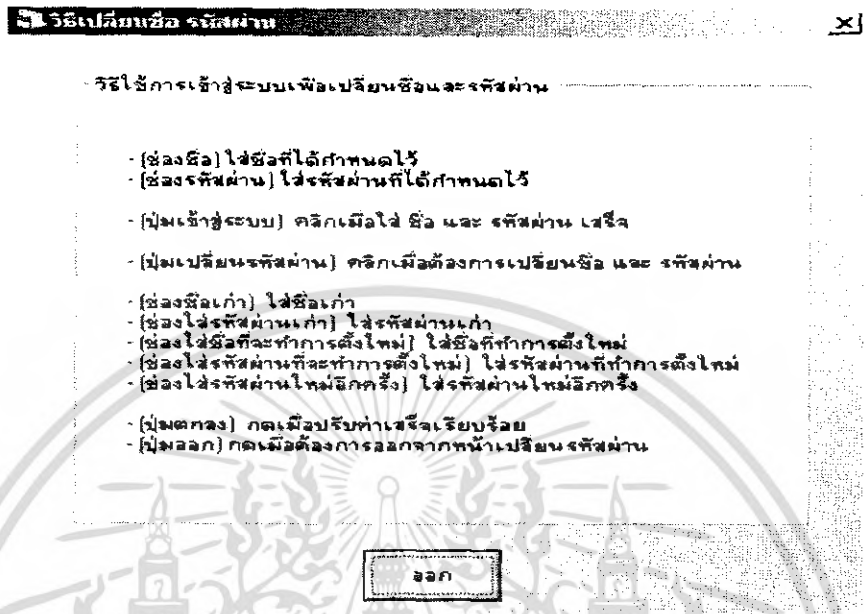 วิธีเปลี่ยนชื่อ รหัสผ่าน
วิธีใช้การเข้าสู่ระบบเพื่อเปลี่ยนชื่อและรหัสผ่าน
- [ช่องชื่อ] ใส่ชื่อที่ได้กำหนดไว้
- [ช่องรหัสผ่าน] ใส่รหัสผ่านที่ได้กำหนดไว้
- [ปุ่มเข้าสู่ระบบ] คลิกเมื่อใส่ ชื่อ และ รหัสผ่าน เสร็จ
- [ปุ่มเปลี่ยนรหัสผ่าน] คลิกเมื่อต้องการเปลี่ยนชื่อ และ รหัสผ่าน
- [ช่องชื่อเก่า] ใส่ชื่อเก่า
- [ช่องใส่รหัสผ่านเก่า] ใส่รหัสผ่านเก่า
- [ช่องใส่ชื่อที่จะทำการตั้งใหม่] ใส่ชื่อที่ทำการตั้งใหม่
- [ช่องใส่รหัสผ่านที่จะทำการตั้งใหม่] ใส่รหัสผ่านที่ทำการตั้งใหม่
- [ช่องใส่รหัสผ่านใหม่อีกครั้ง] ใส่รหัสผ่านใหม่อีกครั้ง
- [ปุ่มตกลง] กดเมื่อปรับค่าเสร็จเรียบร้อย
- [ปุ่มออก] กดเมื่อต้องการออกจากหน้าเปลี่ยนรหัสผ่าน
ออก